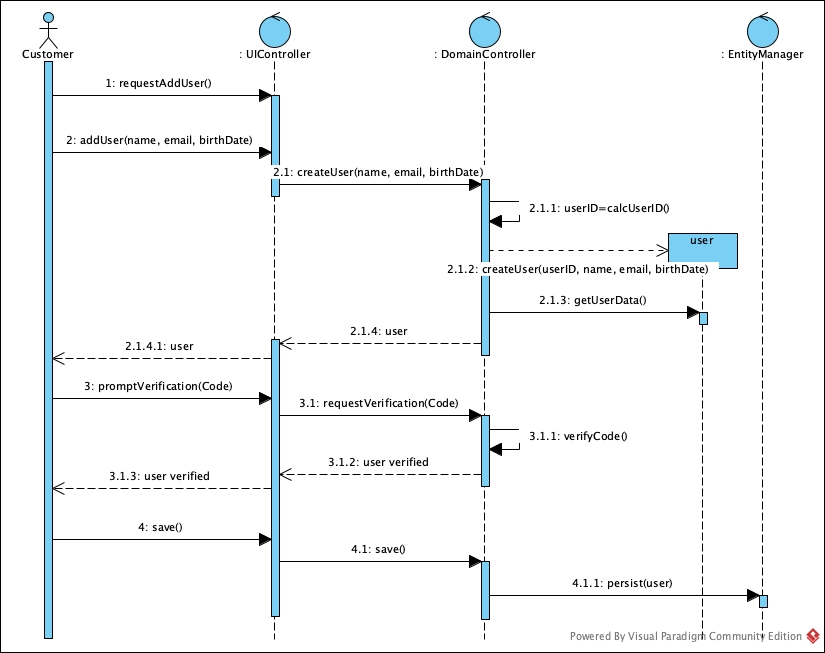 Customer
: UIController
: DomainController
: EntityManager
1: requestAddUser()
2: addUser(name, email, birthDate)
2.1: createUser(name, email, birthDate)
2.1.1: userID=calcUserID()
user
2.1.2: createUser(userID, name, email, birthDate)
2.1.3: getUserData()
2.1.4: user
2.1.4.1: user
3: promptVerification(Code)
3.1: requestVerification(Code)
3.1.1: verifyCode()
3.1.2: user verified
3.1.3: user verified
4: save()
4.1: save()
4.1.1: persist(user)
Powered By Visual Paradigm Community Edition